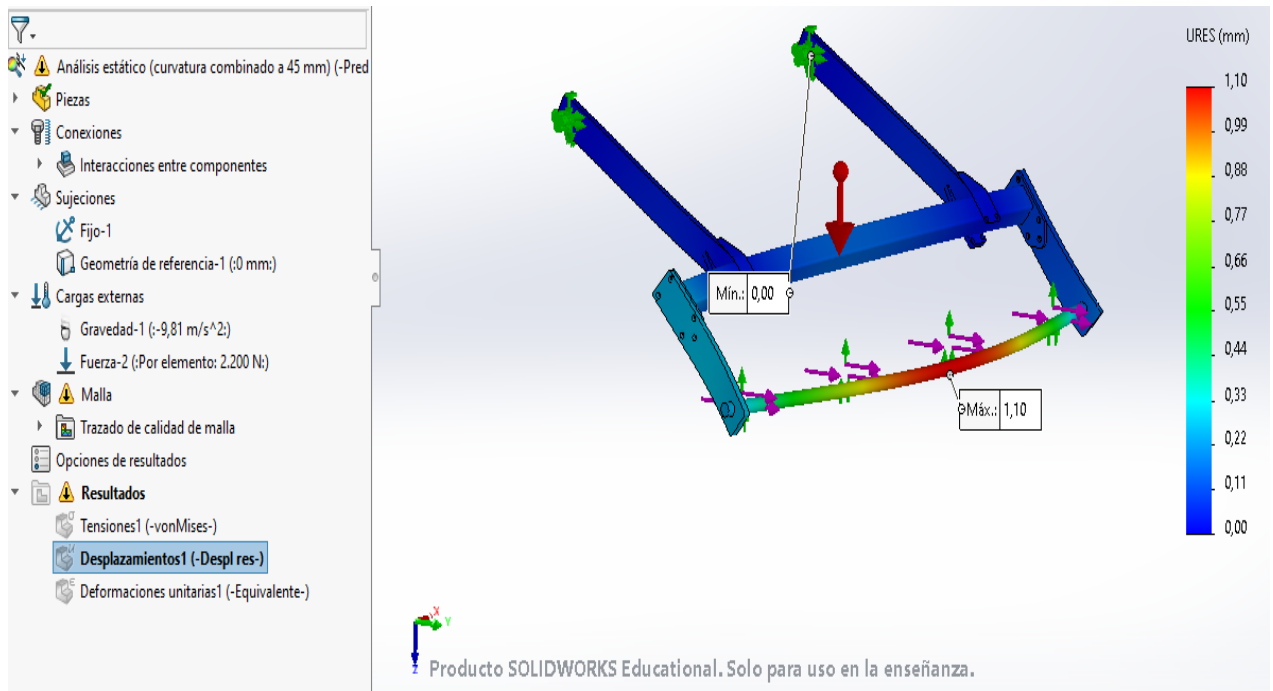 Análisis estático (curvatura combinado a 45 mm) (-Pred
Piezas
Conexiones
Interacciones entre componentes
Sujeciones
Fijo-1
Geometría de referencia-1 (:0 mm:)
Cargas externas
Gravedad-1 (:-9,81 m/s^2:)
Fuerza-2 (:Por elemento: 2.200 N:)
Malla
Trazado de calidad de malla
Opciones de resultados
Resultados
Tensiones1 (-vonMises-)
Desplazamientos1 (-Despl res-)
Deformaciones unitarias1 (-Equivalente-)
Mín.: 0,00
Máx.: 1,10
URES (mm)
1,10
0,99
0,88
0,77
0,66
0,55
0,44
0,33
0,22
0,11
0,00
X
Y
Z
Producto SOLIDWORKS Educational. Solo para uso en la enseñanza.